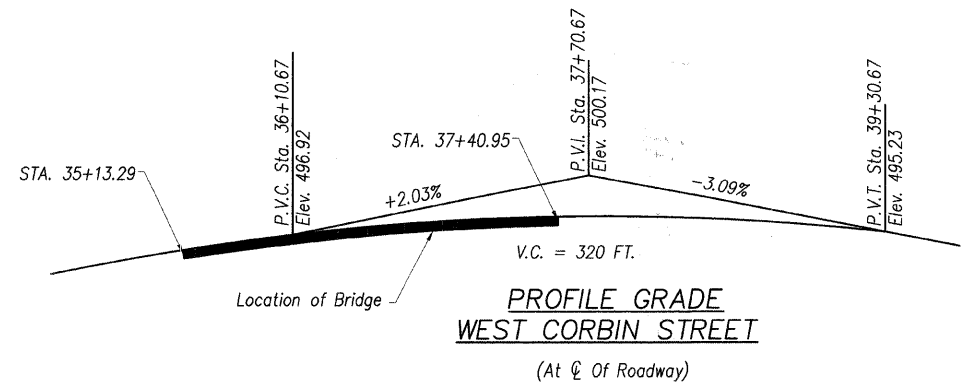 P.V.C. Sta. 36+10.67
Elev. 496.92
P.V.I. Sta. 37+70.67
Elev. 500.17
P.V.T. Sta. 39+30.67
Elev. 495.23
STA. 35+13.29
STA. 37+40.95
+2.03%
-3.09%
V.C. = 320 FT.
Location of Bridge
PROFILE GRADE
WEST CORBIN STREET
(At ℄ Of Roadway)